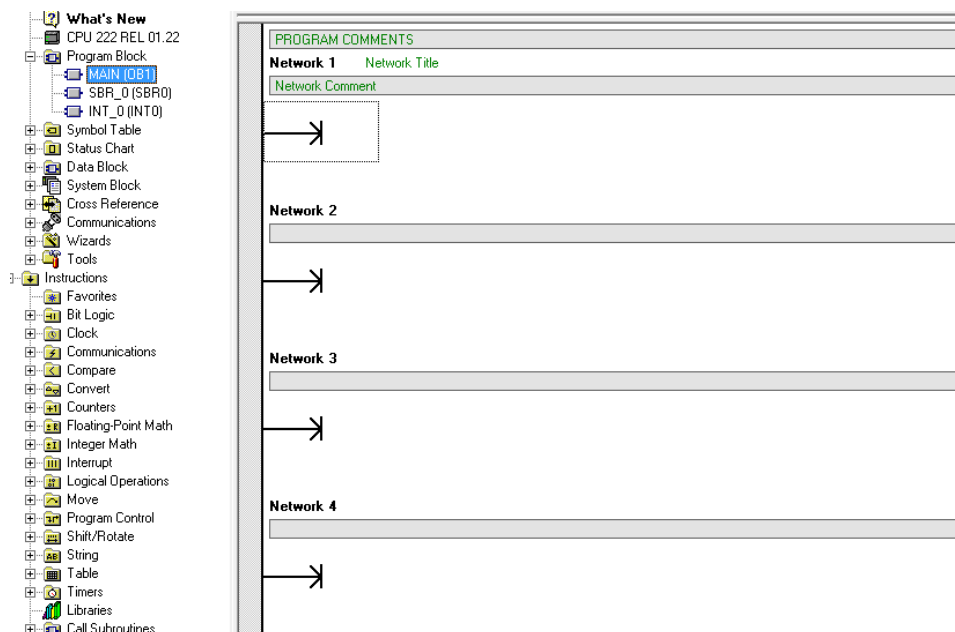 What's New
CPU 222 REL 01.22
Program Block
MAIN (OB1)
SBR_0 (SBR0)
INT_0 (INT0)
Symbol Table
Status Chart
Data Block
System Block
Cross Reference
Communications
Wizards
Tools
Instructions
Favorites
Bit Logic
Clock
Communications
Compare
Convert
Counters
Floating-Point Math
Integer Math
Interrupt
Logical Operations
Move
Program Control
Shift/Rotate
String
Table
Timers
Libraries
Call Subroutines
PROGRAM COMMENTS
Network 1 Network Title
Network Comment
Network 2
Network 3
Network 4